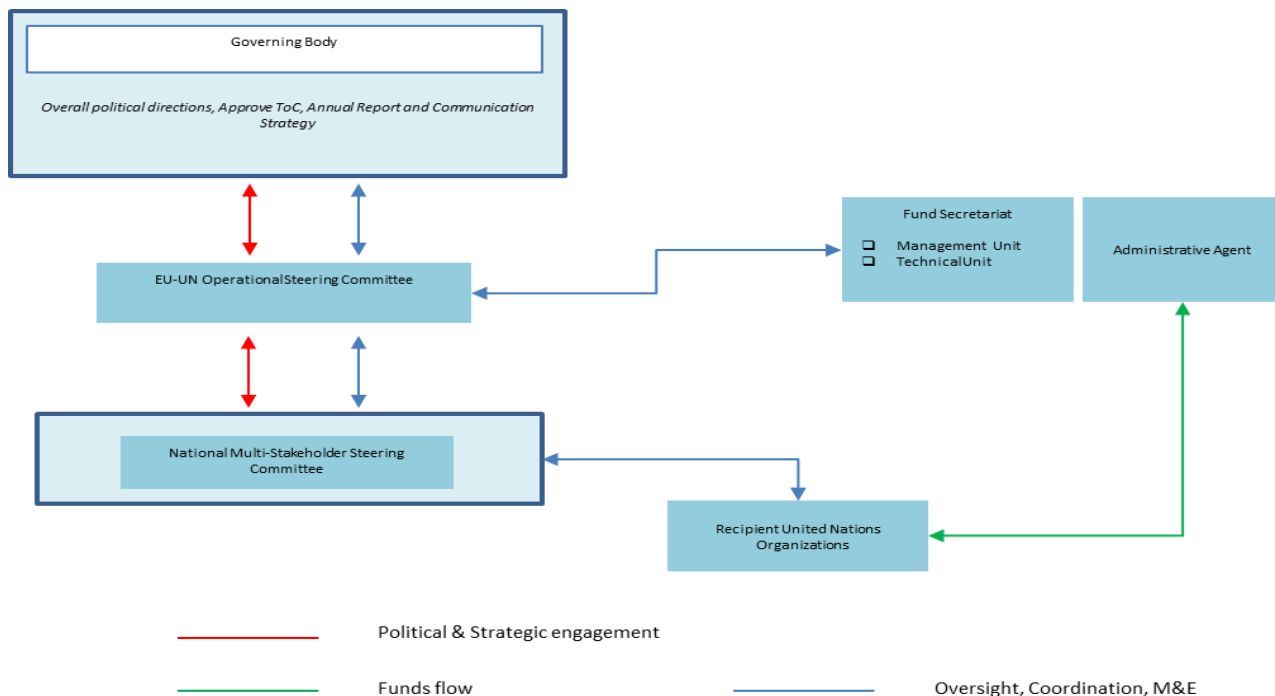 Governing Body
Overall political directions, Approve ToC, Annual Report and Communication
Strategy
Fund Secretariat
❑ Management Unit
❑ TechnicalUnit
Administrative Agent
EU-UN OperationalSteering Committee
National Multi-Stakeholder Steering
Committee
Recipient United Nations
Organizations
Political & Strategic engagement
Funds flow
Oversight, Coordination, M&E